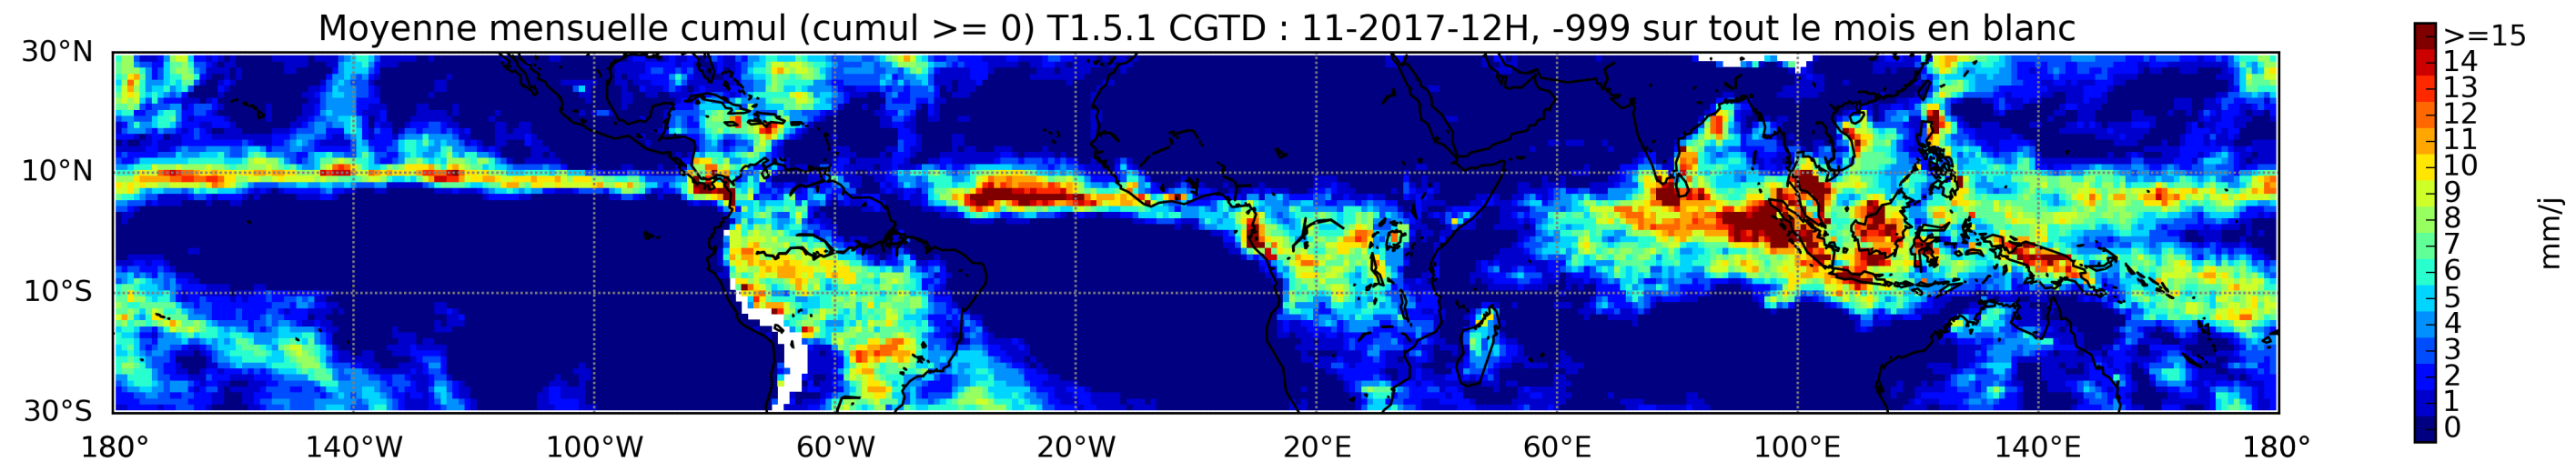 Moyenne mensuelle cumul (cumul >= 0) T1.5.1 CGTD : 11-2017-12H, -999 sur tout le mois en blanc
30°N
10°N
10°S
30°S
180° 140°W 100°W 60°W 20°W 20°E 60°E 100°E 140°E 180°
>=15
14
13
12
11
10
9
8
7
6
5
4
3
2
1
0
mm/j